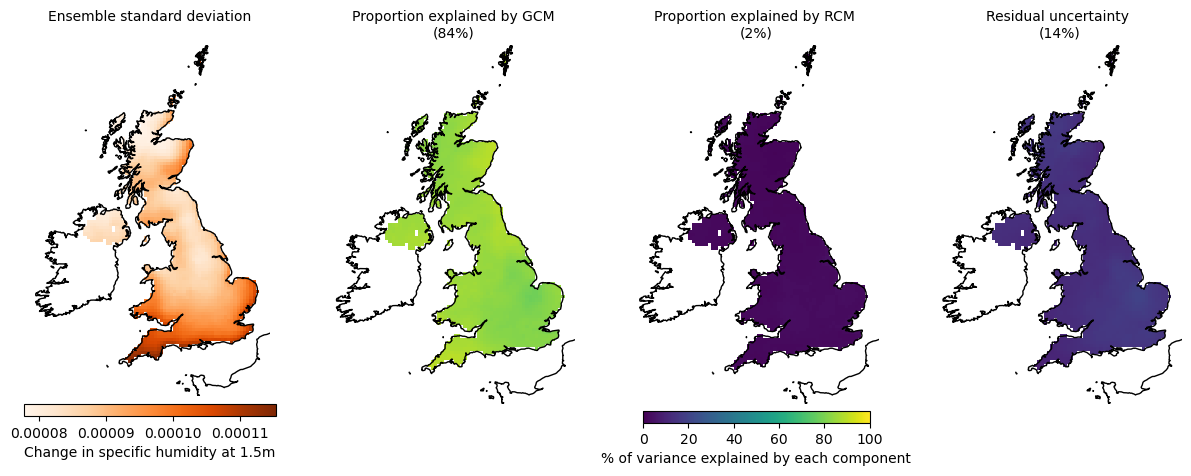 Ensemble standard deviation
Proportion explained by GCM
(84%)
Proportion explained by RCM
(2%)
Residual uncertainty
(14%)
0.00008 0.00009 0.00010 0.00011
Change in specific humidity at 1.5m
0 20 40 60 80 100
% of variance explained by each component